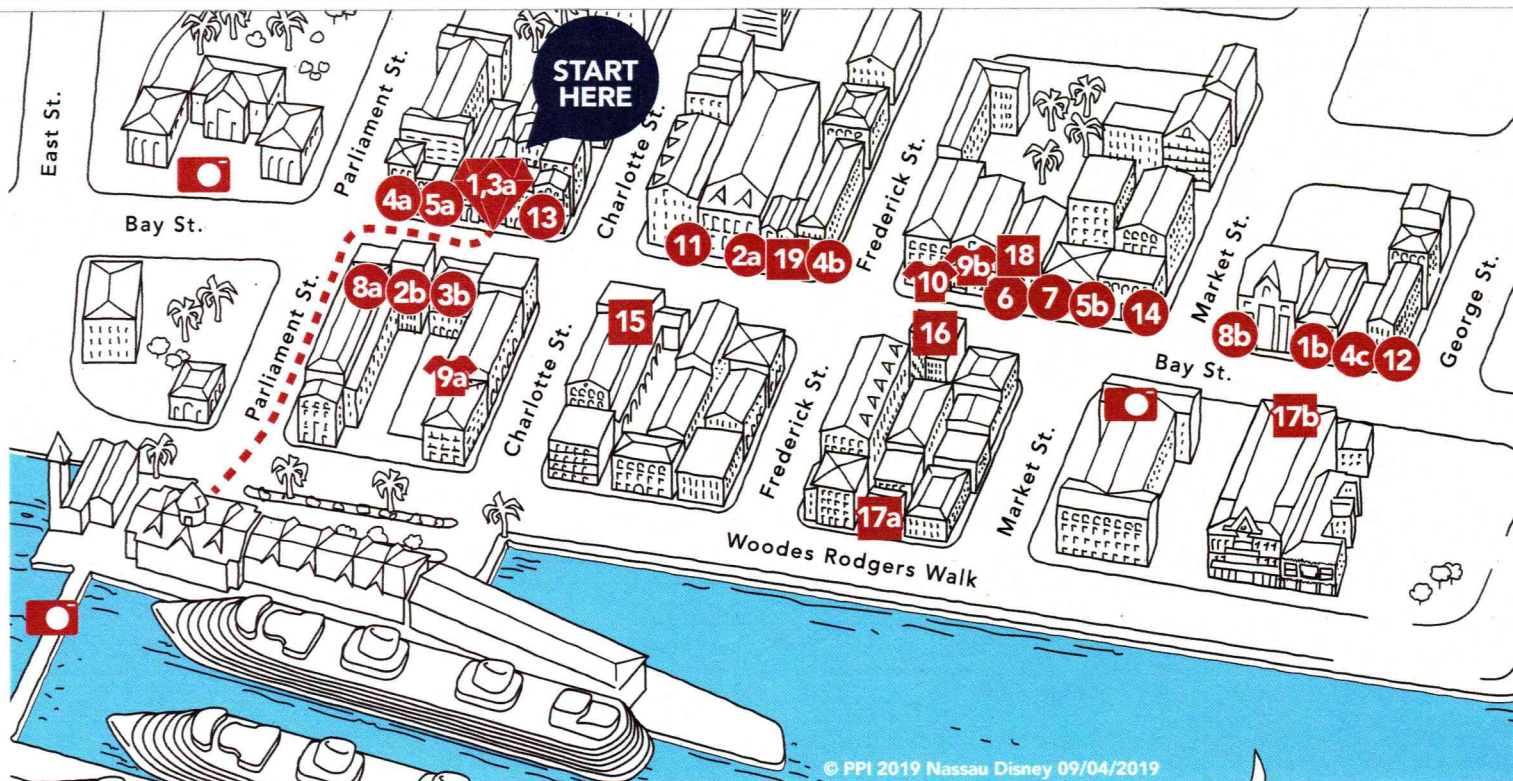 START
HERE
East St.
Parliament St.
Charlotte St.
Frederick St.
Market St.
George St.
Bay St.
4a
5a
1,3a
13
11
2a
19
4b
10
9b
18
6
7
5b
14
8b
1b
4c
12
Bay St.
8a
2b
3b
9a
15
16
17a
17b
Parliament St.
Charlotte St.
Frederick St.
Market St.
Woodes Rodgers Walk
© PPI 2019 Nassau Disney 09/04/2019